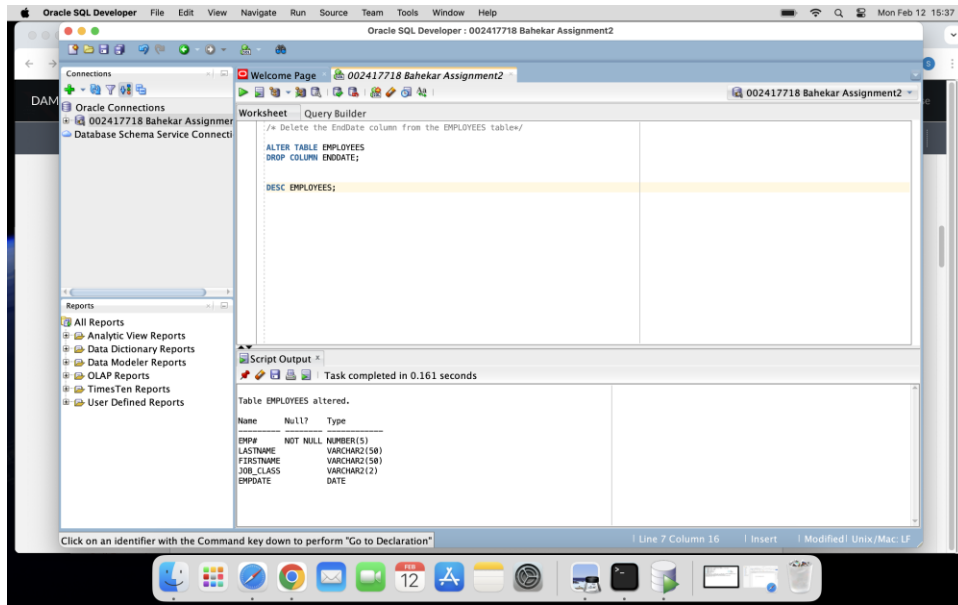 Oracle SQL Developer File Edit View Navigate Run Source Team Tools Window Help Mon Feb 12 15:37
Oracle SQL Developer : 002417718 Bahekar Assignment2
Connections
Oracle Connections
002417718 Bahekar Assignmer
Database Schema Service Connecti
DAM
Welcome Page
002417718 Bahekar Assignment2
002417718 Bahekar Assignment2
Worksheet Query Builder
/* Delete the EndDate column from the EMPLOYEES table*/
ALTER TABLE EMPLOYEES
DROP COLUMN ENDDATE;
DESC EMPLOYEES;
Reports
All Reports
Analytic View Reports
Data Dictionary Reports
Data Modeler Reports
OLAP Reports
TimesTen Reports
User Defined Reports
Script Output
Task completed in 0.161 seconds
Table EMPLOYEES altered.
Name Null? Type
--------- -------- ------------
EMP# NOT NULL NUMBER(5)
LASTNAME VARCHAR2(50)
FIRSTNAME VARCHAR2(50)
JOB_CLASS VARCHAR2(2)
EMPDATE DATE
Click on an identifier with the Command key down to perform "Go to Declaration"
Line 7 Column 16 Insert Modified Unix/Mac: LF
FEB
12